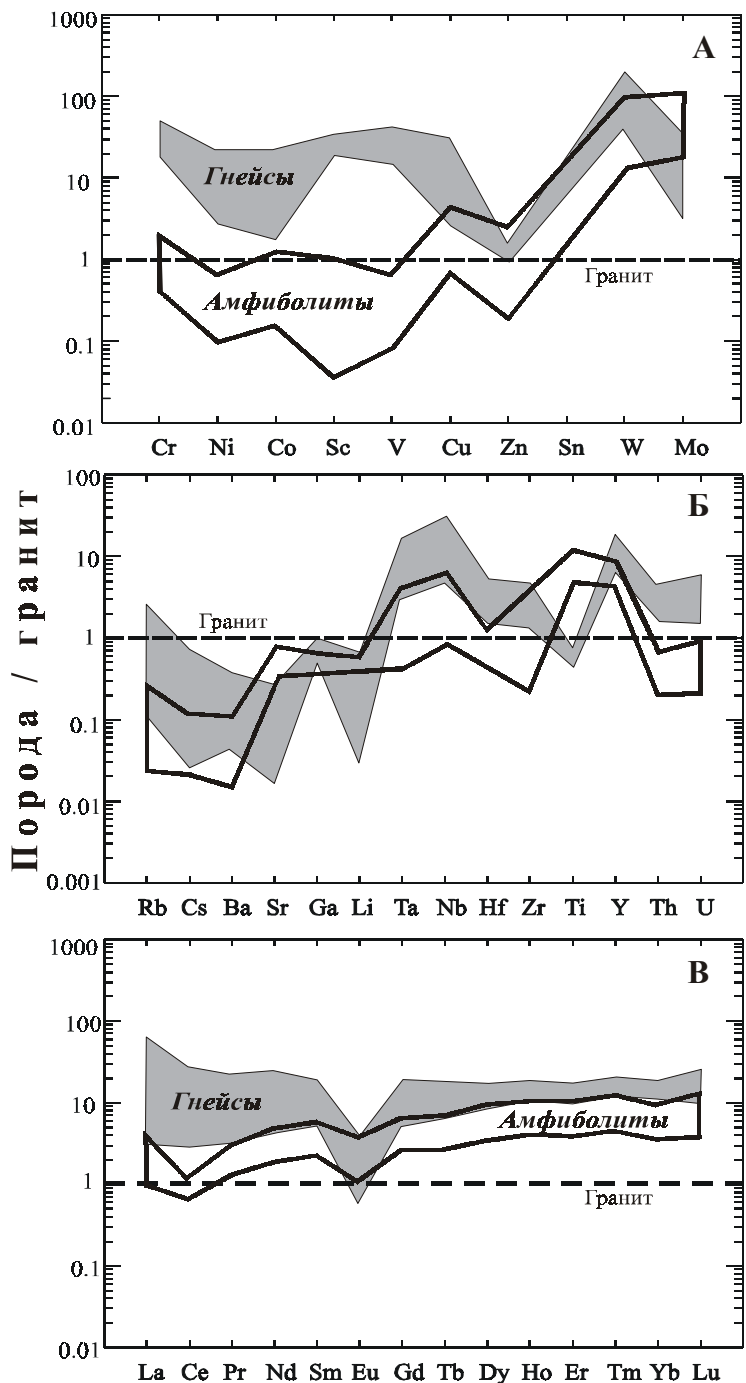 Порода / гранит
А
1000
100
10
1
0.1
0.01
Гнейсы
Гранит
Амфиболиты
Cr Ni Co Sc V Cu Zn Sn W Mo
Б
100
10
1
0.1
0.01
0.001
Гранит
Rb Cs Ba Sr Ga Li Ta Nb Hf Zr Ti Y Th U
В
1000
100
10
1
0.1
0.01
Гнейсы
Амфиболиты
Гранит
La Ce Pr Nd Sm Eu Gd Tb Dy Ho Er Tm Yb Lu